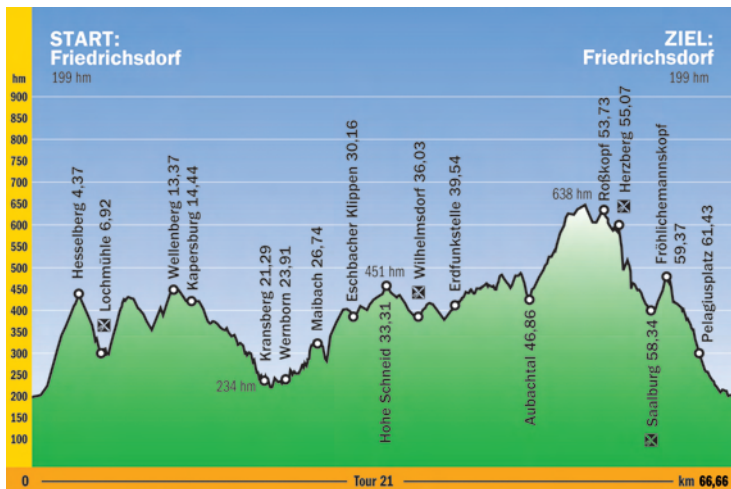 START:
Friedrichsdorf
199 hm
ZIEL:
Friedrichsdorf
199 hm
hm
900
850
800
750
700
650
600
550
500
450
400
350
300
250
200
150
100
Hesselberg 4,37
Lochmühle 6,92
Wellenberg 13,37
Kapersburg 14,44
234 hm
Kransberg 21,29
Wernborn 23,91
Maibach 26,74
Eschbacher Klippen 30,16
451 hm
Hohe Schneid 33,31
Wilhelmsdorf 36,03
Erdfunkstelle 39,54
Aubachtal 46,86
638 hm
Roßkopf 53,73
Herzberg 55,07
Saalburg 58,34
Fröhlichemannskopf
59,37
Pelagiusplatz 61,43
0
Tour 21
km 66,66